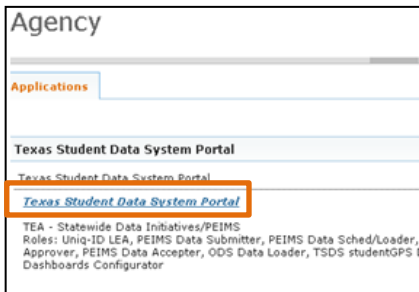 Agency
Applications
Texas Student Data System Portal
Texas Student Data System Portal
Texas Student Data System Portal
TEA - Statewide Data Initiatives/PEIMS
Roles: Uniq-ID LEA, PEIMS Data Submitter, PEIMS Data Sched/Loader,
Approver, PEIMS Data Accepter, ODS Data Loader, TSDS studentGPS
Dashboards Configurator